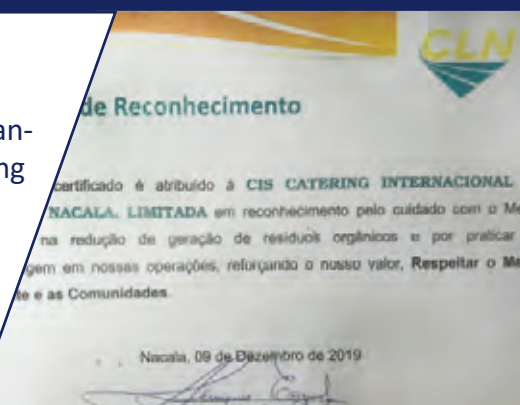 an-
ng
CLN
de Reconhecimento
certificado é atribuído á CIS CATERING INTERNACIONAL
NACALA, LIMITADA em reconhecimento pelo cuidado com o Me
na redução de geração de resíduos orgânicos e por praticar
gem em nossas operações, reforçando o nosso valor, Respeitar o Me
te e as Comunidades.
Nacala, 09 de Dezembro de 2019